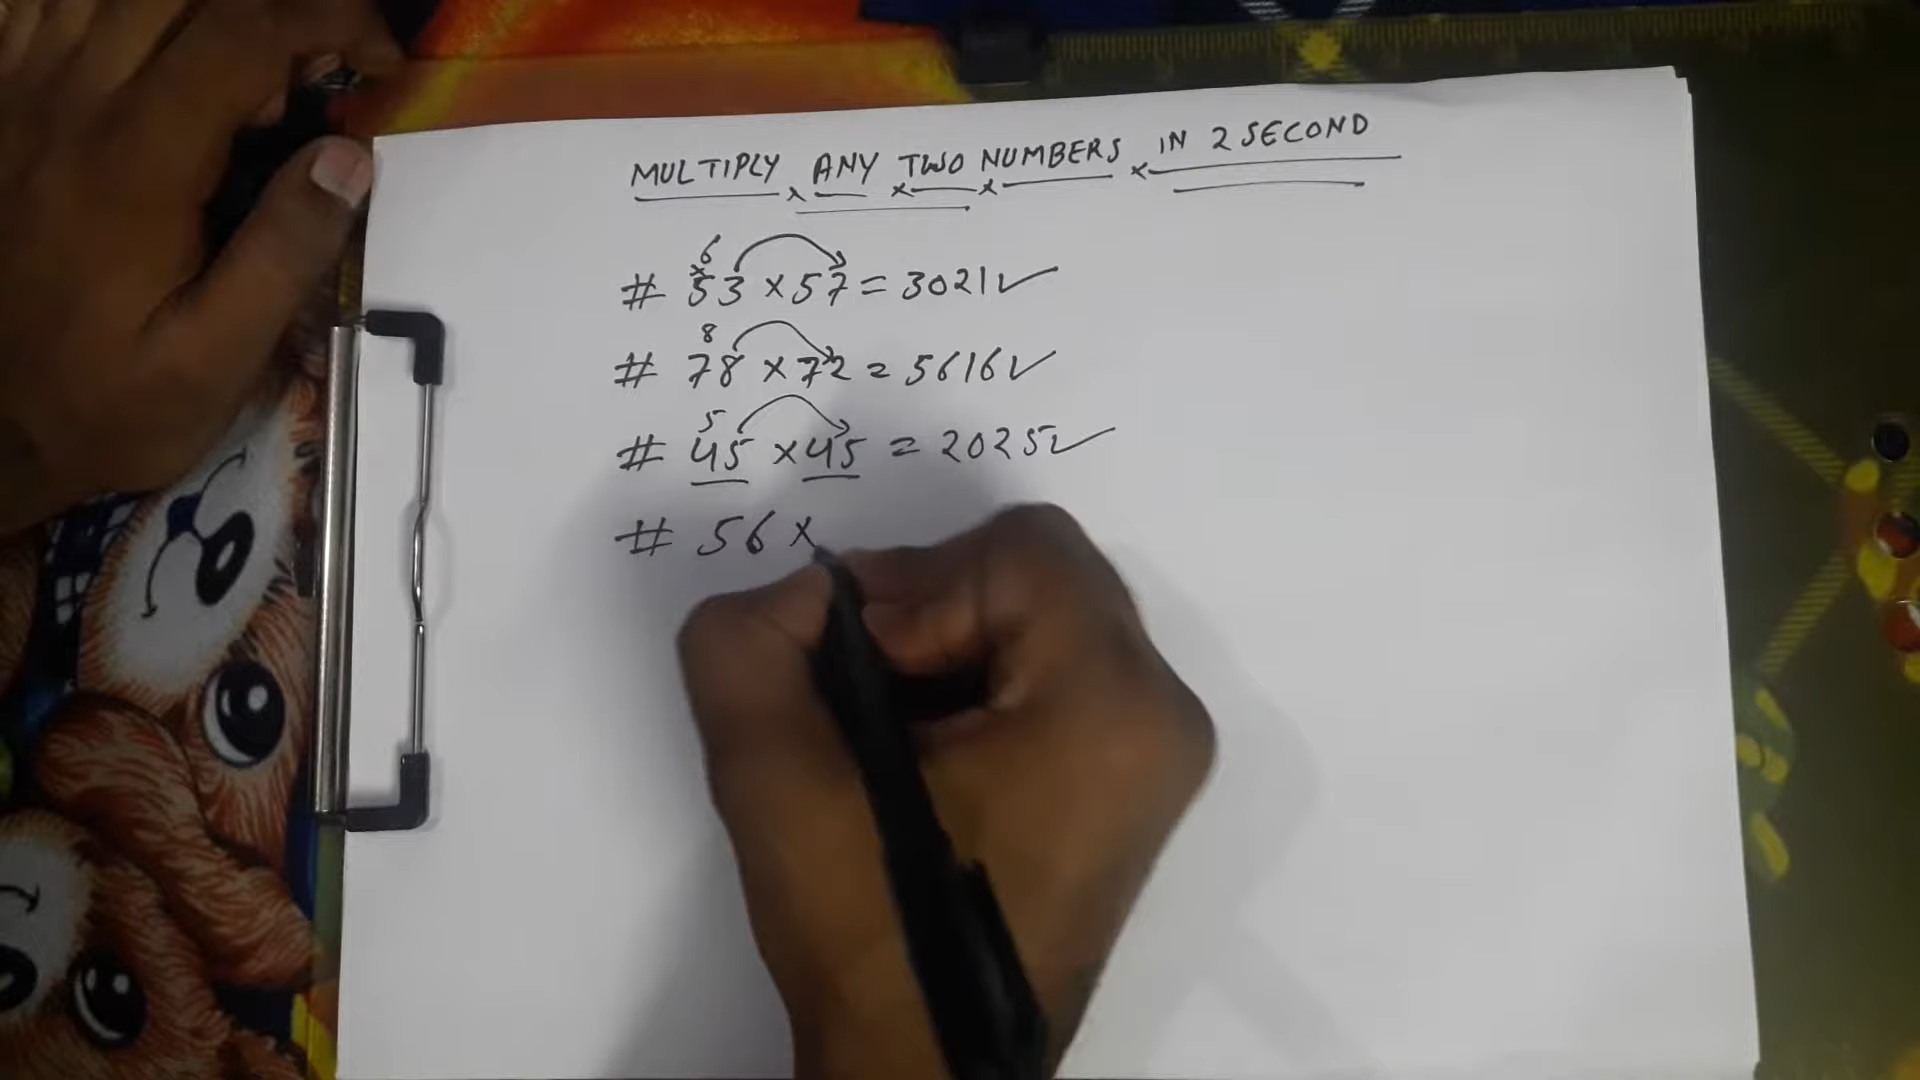 MULTIPLY ANY TWO NUMBERS IN 2 SECOND
6
×
# 53 × 57 = 3021 ✓
8
# 78 × 72 = 5616 ✓
5
# 45 × 45 = 2025 ✓
# 56 ×